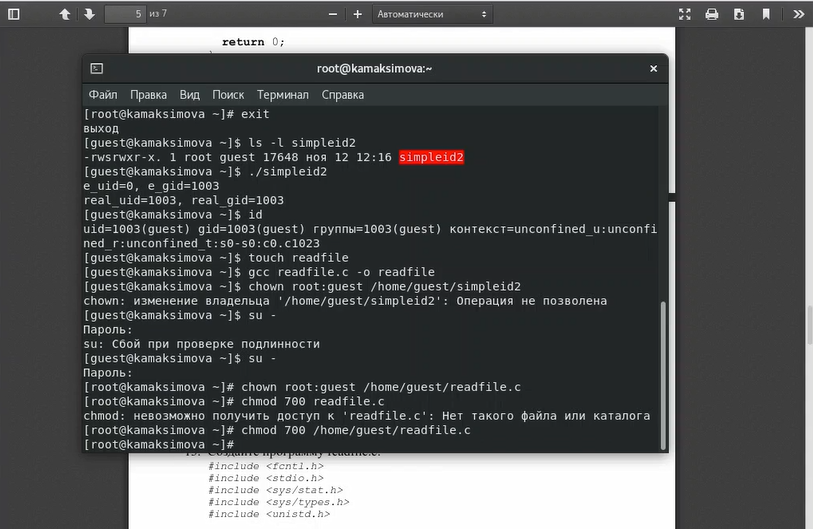 5 из 7
Автоматически
return 0;
root@kamaksimova:~
Файл Правка Вид Поиск Терминал Справка
[root@kamaksimova ~]# exit
выход
[guest@kamaksimova ~]$ ls -l simpleid2
-rwsrwxr-x. 1 root guest 17648 ноя 12 12:16 simpleid2
[guest@kamaksimova ~]$ ./simpleid2
e_uid=0, e_gid=1003
real_uid=1003, real_gid=1003
[guest@kamaksimova ~]$ id
uid=1003(guest) gid=1003(guest) группы=1003(guest) контекст=unconfined_u:unconfi
ned_r:unconfined_t:s0-s0:c0.c1023
[guest@kamaksimova ~]$ touch readfile
[guest@kamaksimova ~]$ gcc readfile.c -o readfile
[guest@kamaksimova ~]$ chown root:guest /home/guest/simpleid2
chown: изменение владельца '/home/guest/simpleid2': Операция не позволена
[guest@kamaksimova ~]$ su -
Пароль:
su: Сбой при проверке подлинности
[guest@kamaksimova ~]$ su -
Пароль:
[root@kamaksimova ~]# chown root:guest /home/guest/readfile.c
[root@kamaksimova ~]# chmod 700 readfile.c
chmod: невозможно получить доступ к 'readfile.c': Нет такого файла или каталога
[root@kamaksimova ~]# chmod 700 /home/guest/readfile.c
[root@kamaksimova ~]#
#include <fcntl.h>
#include <stdio.h>
#include <sys/stat.h>
#include <sys/types.h>
#include <unistd.h>